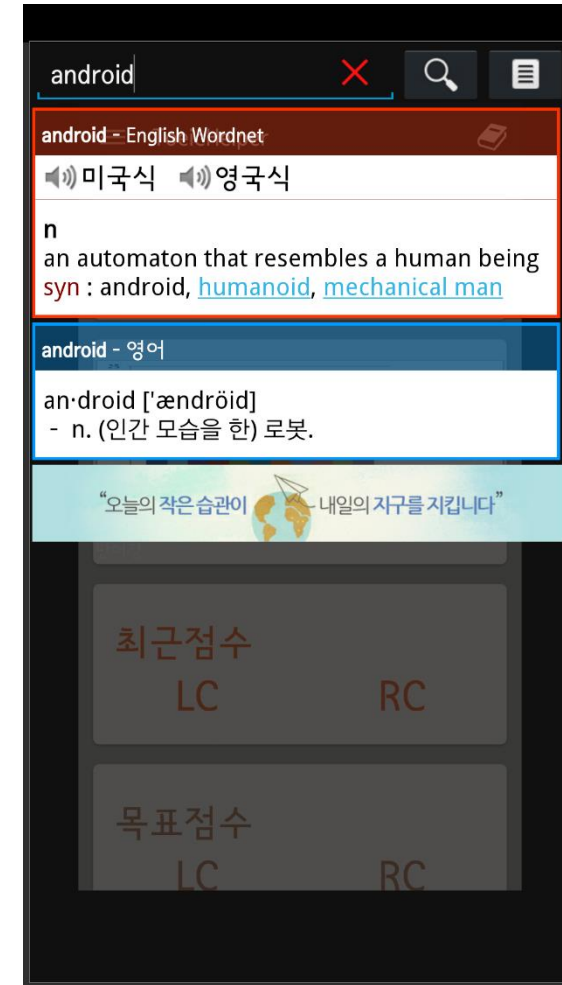 android
android - English Wordnet
미국식 영국식
n
an automaton that resembles a human being
syn : android, humanoid, mechanical man
android - 영어
an·droid ['ændröid]
- n. (인간 모습을 한) 로봇.
“오늘의 작은 습관이 내일의 지구를 지킵니다”
최근점수
LC RC
목표점수
LC RC